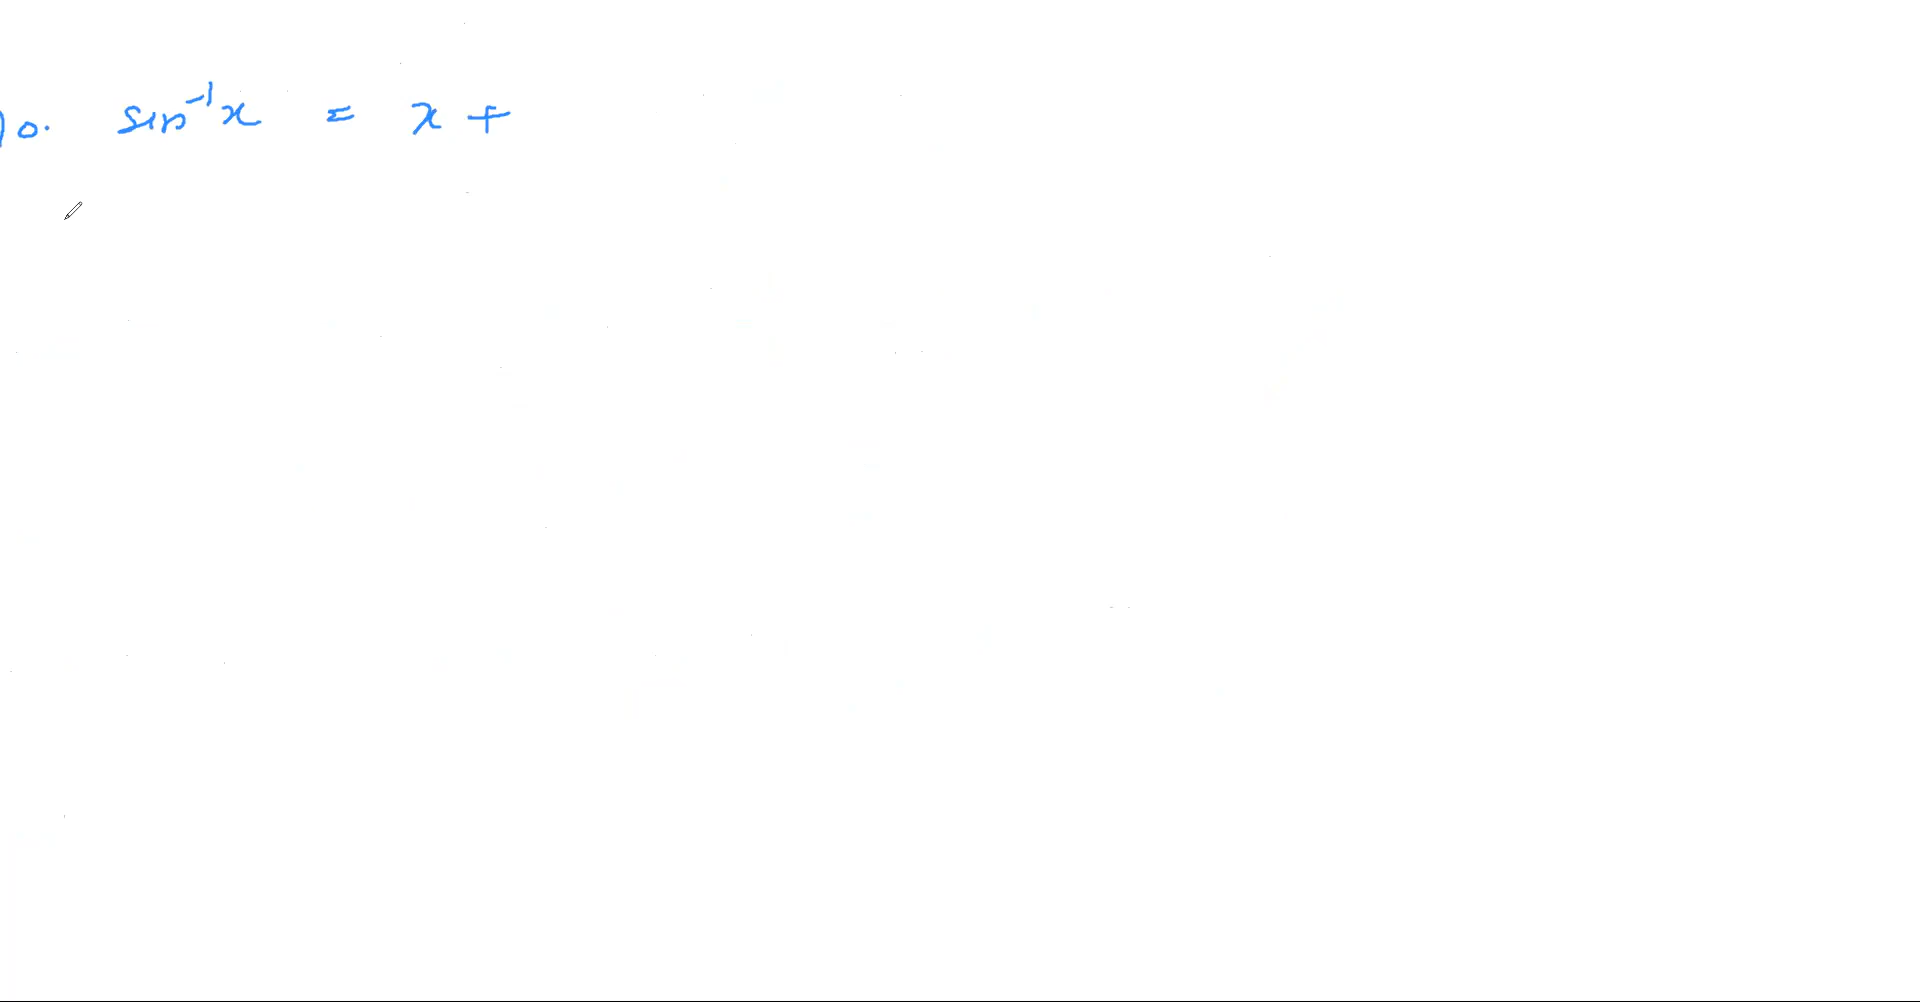 10. sin⁻¹x = x +